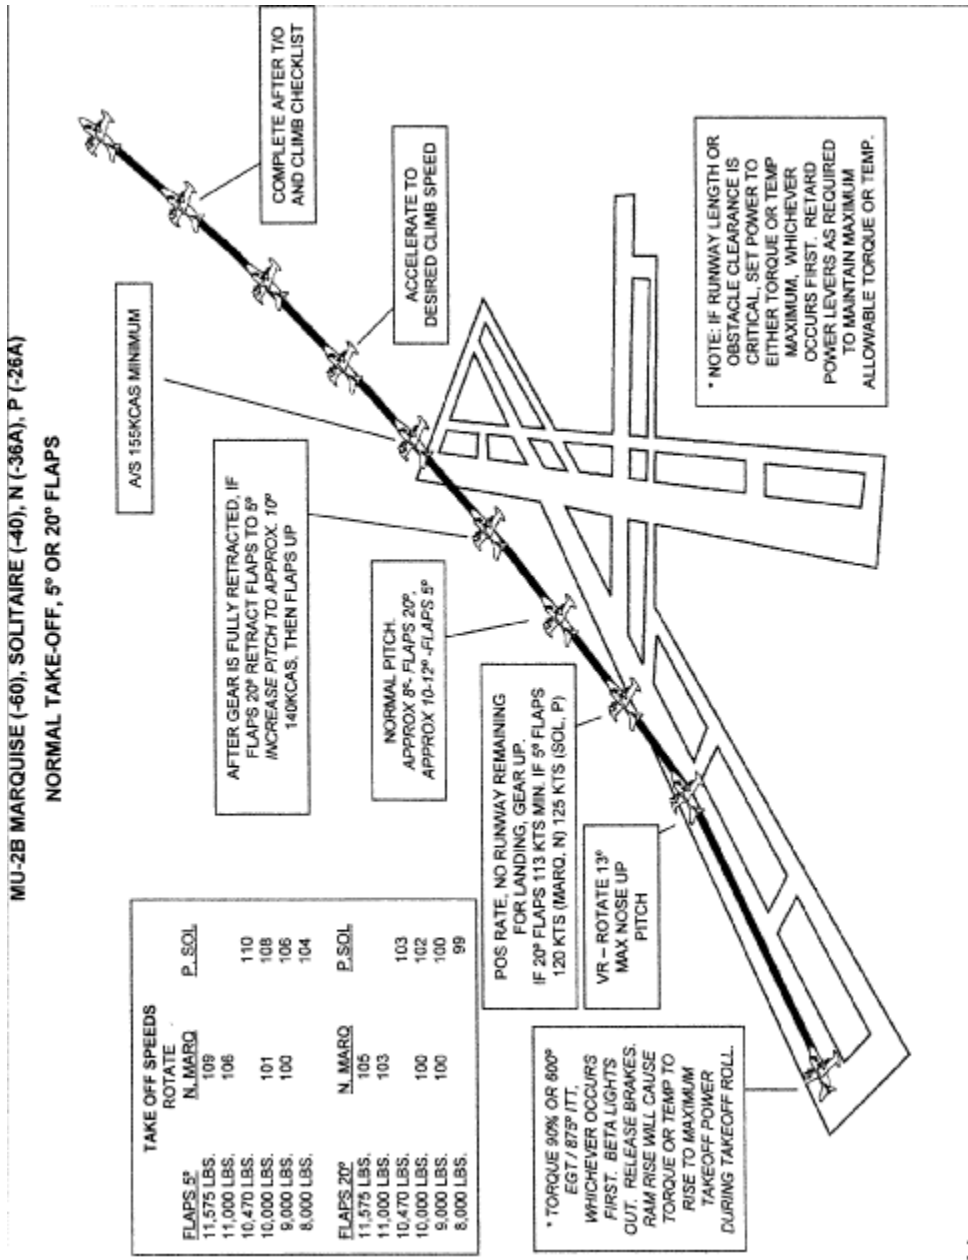 MU-2B MARQUISE (-60), SOLITAIRE (-40), N (-36A), P (-26A)
NORMAL TAKE-OFF, 5º OR 20º FLAPS
TAKE OFF SPEEDS
ROTATE
FLAPS 5º N. MARQ P. SOL
11,575 LBS. 109
11,000 LBS. 106
10,470 LBS. 110
10,000 LBS. 101 108
9,000 LBS. 100 106
8,000 LBS. 104
FLAPS 20º N. MARQ P.SOL
11,575 LBS. 105
11,000 LBS. 103
10,470 LBS. 103
10,000 LBS. 100 102
9,000 LBS. 100 100
8,000 LBS. 99
* TORQUE 90% OR 600º
EGT / 875º ITT,
WHICHEVER OCCURS
FIRST. BETA LIGHTS
OUT. RELEASE BRAKES.
RAM RISE WILL CAUSE
TORQUE OR TEMP TO
RISE TO MAXIMUM
TAKEOFF POWER
DURING TAKEOFF ROLL.
VR – ROTATE 13º
MAX NOSE UP
PITCH
POS RATE, NO RUNWAY REMAINING
FOR LANDING, GEAR UP.
IF 20º FLAPS 113 KTS MIN. IF 5º FLAPS
120 KTS (MARQ, N) 125 KTS (SOL, P)
NORMAL PITCH.
APPROX 8º- FLAPS 20º,
APPROX 10-12º -FLAPS 5º
AFTER GEAR IS FULLY RETRACTED, IF
FLAPS 20º RETRACT FLAPS TO 5º
INCREASE PITCH TO APPROX. 10º
140KCAS, THEN FLAPS UP
A/S 155KCAS MINIMUM
ACCELERATE TO
DESIRED CLIMB SPEED
COMPLETE AFTER T/O
AND CLIMB CHECKLIST
* NOTE: IF RUNWAY LENGTH OR
OBSTACLE CLEARANCE IS
CRITICAL, SET POWER TO
EITHER TORQUE OR TEMP
MAXIMUM, WHICHEVER
OCCURS FIRST. RETARD
POWER LEVERS AS REQUIRED
TO MAINTAIN MAXIMUM
ALLOWABLE TORQUE OR TEMP.